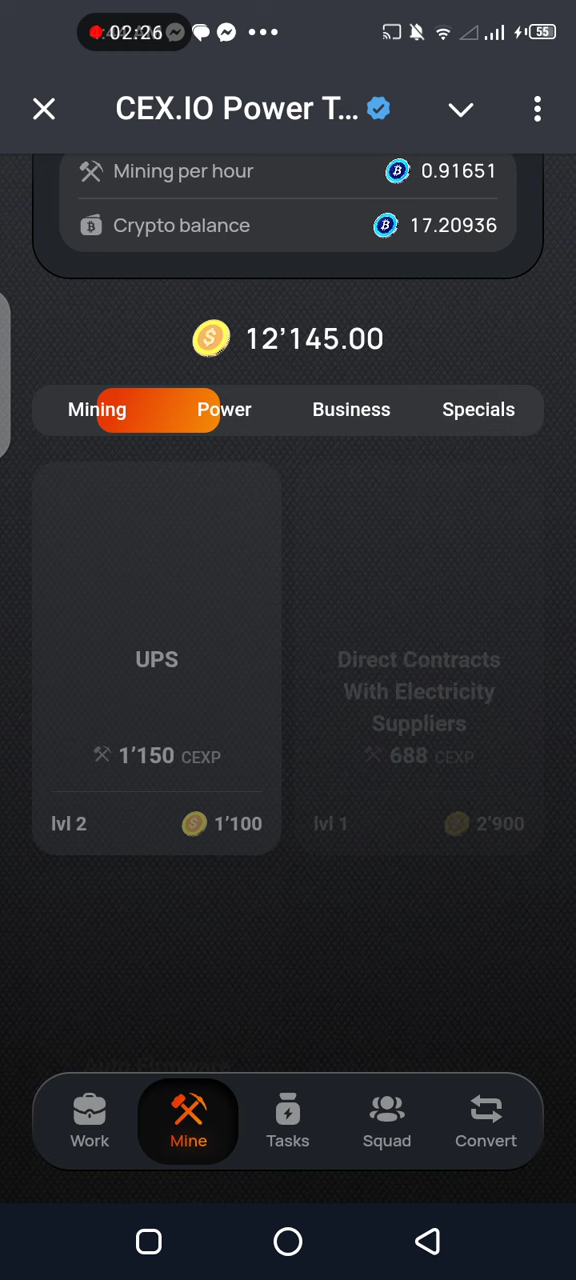 02:26
55
CEX.IO Power T...
Mining per hour
0.91651
Crypto balance
17.20936
12’145.00
Mining Power Business Specials
UPS
1’150 CEXP
lvl 2
1’100
Direct Contracts
With Electricity
Suppliers
688 CEXP
lvl 1
2’900
Auto Firmware
Work Mine Tasks Squad Convert